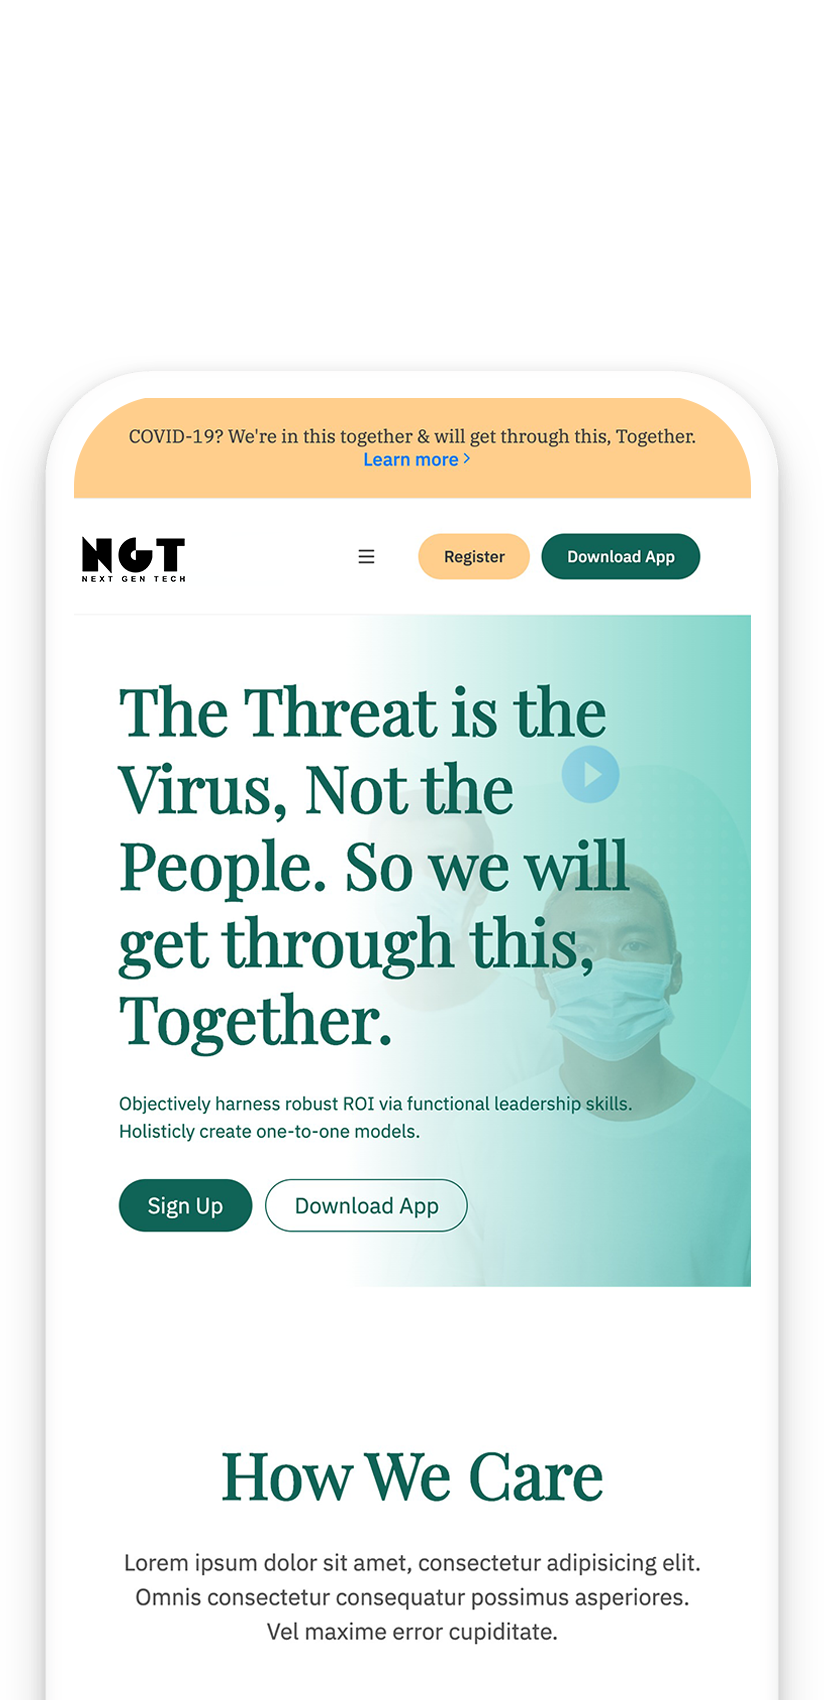 COVID-19? We're in this together & will get through this, Together.
Learn more >
NGT
NEXT GEN TECH
Register
Download App
The Threat is the
Virus, Not the
People. So we will
get through this,
Together.
Objectively harness robust ROI via functional leadership skills.
Holisticly create one-to-one models.
Sign Up
Download App
How We Care
Lorem ipsum dolor sit amet, consectetur adipisicing elit.
Omnis consectetur consequatur possimus asperiores.
Vel maxime error cupiditate.